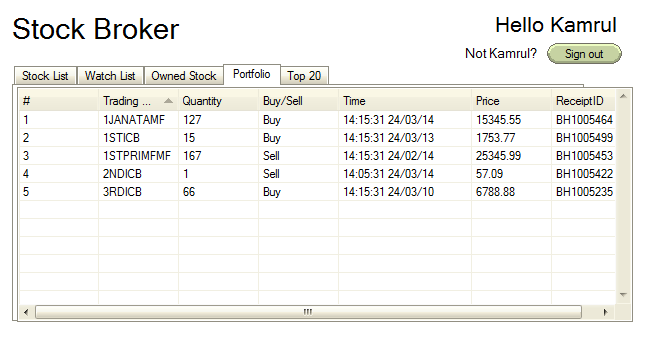 Stock Broker
Hello Kamrul
Not Kamrul? Sign out
Stock List Watch List Owned Stock Portfolio Top 20
# Trading ... Quantity Buy/Sell Time Price ReceiptID
1 1JANATAMF 127 Buy 14:15:31 24/03/14 15345.55 BH1005464
2 1STICB 15 Buy 14:15:31 24/03/13 1753.77 BH1005499
3 1STPRIMFMF 167 Sell 14:15:31 24/02/14 25345.99 BH1005453
4 2NDICB 1 Sell 14:05:31 24/03/14 57.09 BH1005422
5 3RDICB 66 Buy 14:15:31 24/03/10 6788.88 BH1005235